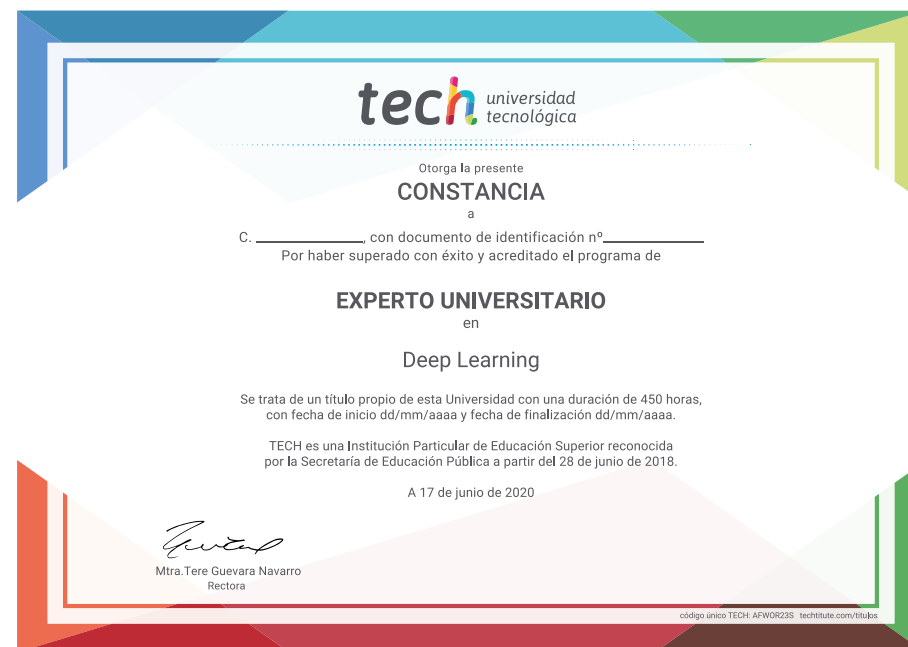 tech universidad
tecnológica
Otorga la presente
CONSTANCIA
a
C. ____________, con documento de identificación nº____________
Por haber superado con éxito y acreditado el programa de
EXPERTO UNIVERSITARIO
en
Deep Learning
Se trata de un título propio de esta Universidad con una duración de 450 horas,
con fecha de inicio dd/mm/aaaa y fecha de finalización dd/mm/aaaa.
TECH es una Institución Particular de Educación Superior reconocida
por la Secretaría de Educación Pública a partir del 28 de junio de 2018.
A 17 de junio de 2020
Mtra.Tere Guevara Navarro
Rectora
código único TECH: AFWOR23S techtitute.com/titulos